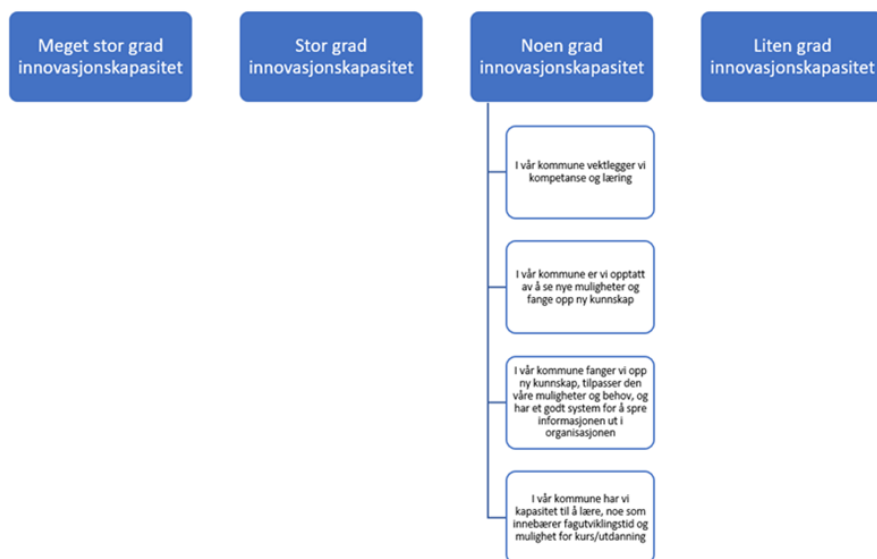 Meget stor grad
innovasjonskapasitet
Stor grad
innovasjonskapasitet
Noen grad
innovasjonskapasitet
Liten grad
innovasjonskapasitet
I vår kommune vektlegger vi
kompetanse og læring
I vår kommune er vi opptatt
av å se nye muligheter og
fange opp ny kunnskap
I vår kommune fanger vi opp
ny kunnskap, tilpasser den
våre muligheter og behov, og
har et godt system for å spre
informasjonen ut i
organisasjonen
I vår kommune har vi
kapasitet til å lære, noe som
innebærer fagutviklingstid og
mulighet for kurs/utdanning